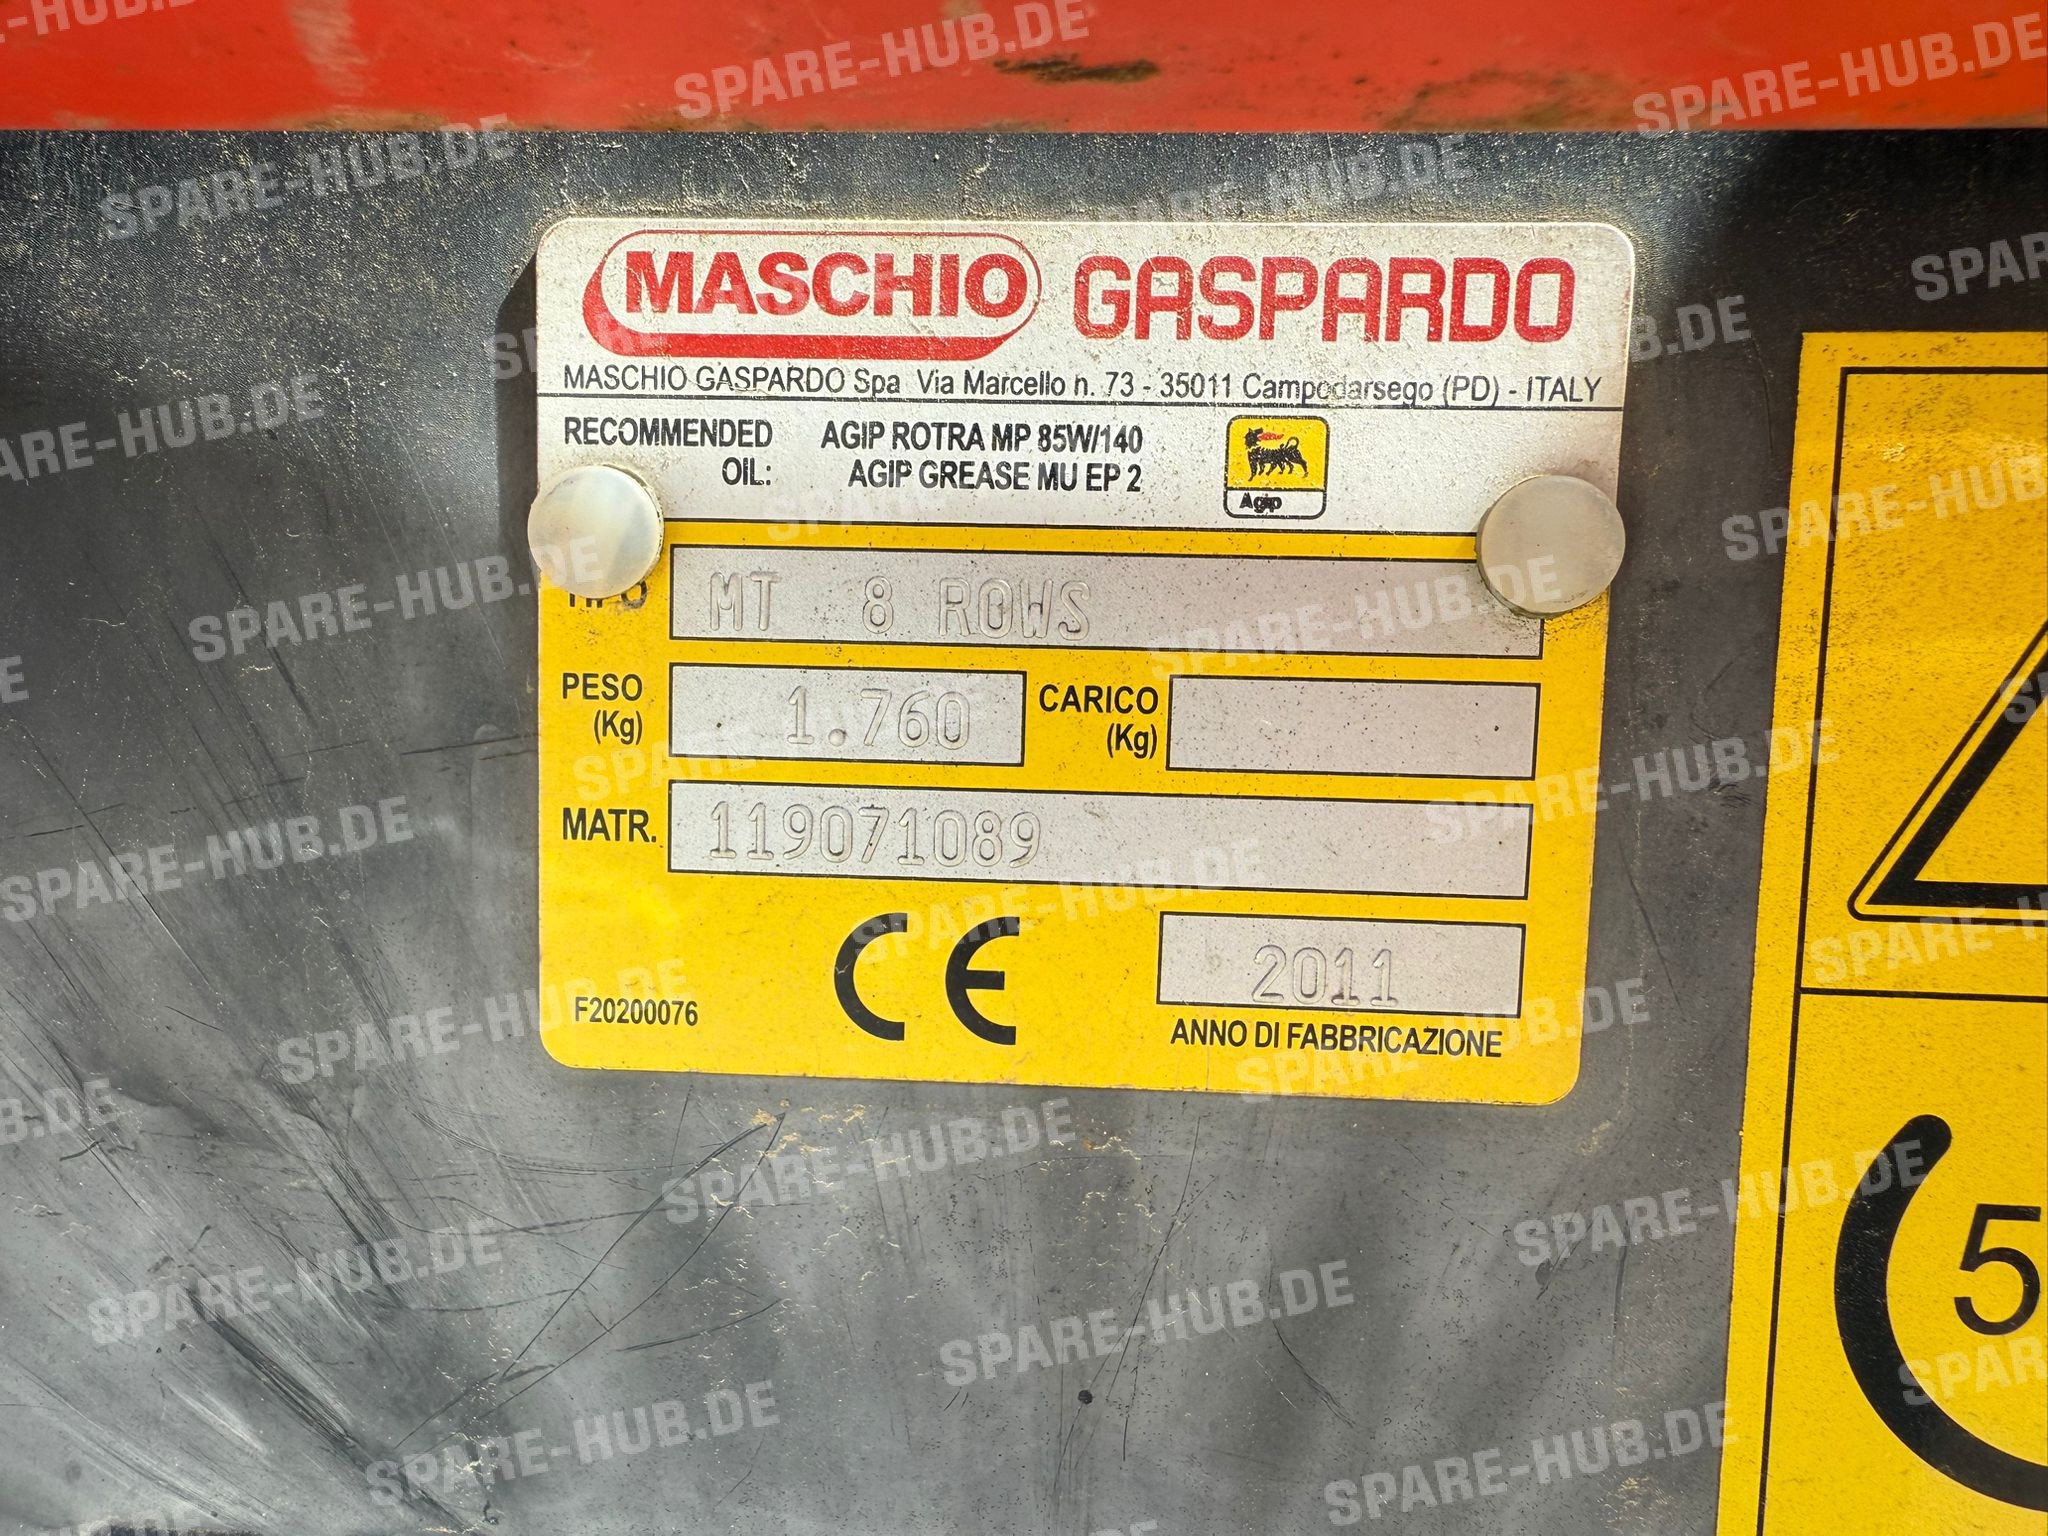 MASCHIO GASPARDO
MASCHIO GASPARDO Spa Via Marcello n. 73 - 35011 Campodarsego (PD) - ITALY
RECOMMENDED OIL:
AGIP ROTRA MP 85W/140
AGIP GREASE MU EP 2
Agip
TIPO MT 8 ROWS
PESO (Kg) 1.760 CARICO (Kg)
MATR. 119071089
CE
2011
F20200076
ANNO DI FABBRICAZIONE
5
SPARE-HUB.DE